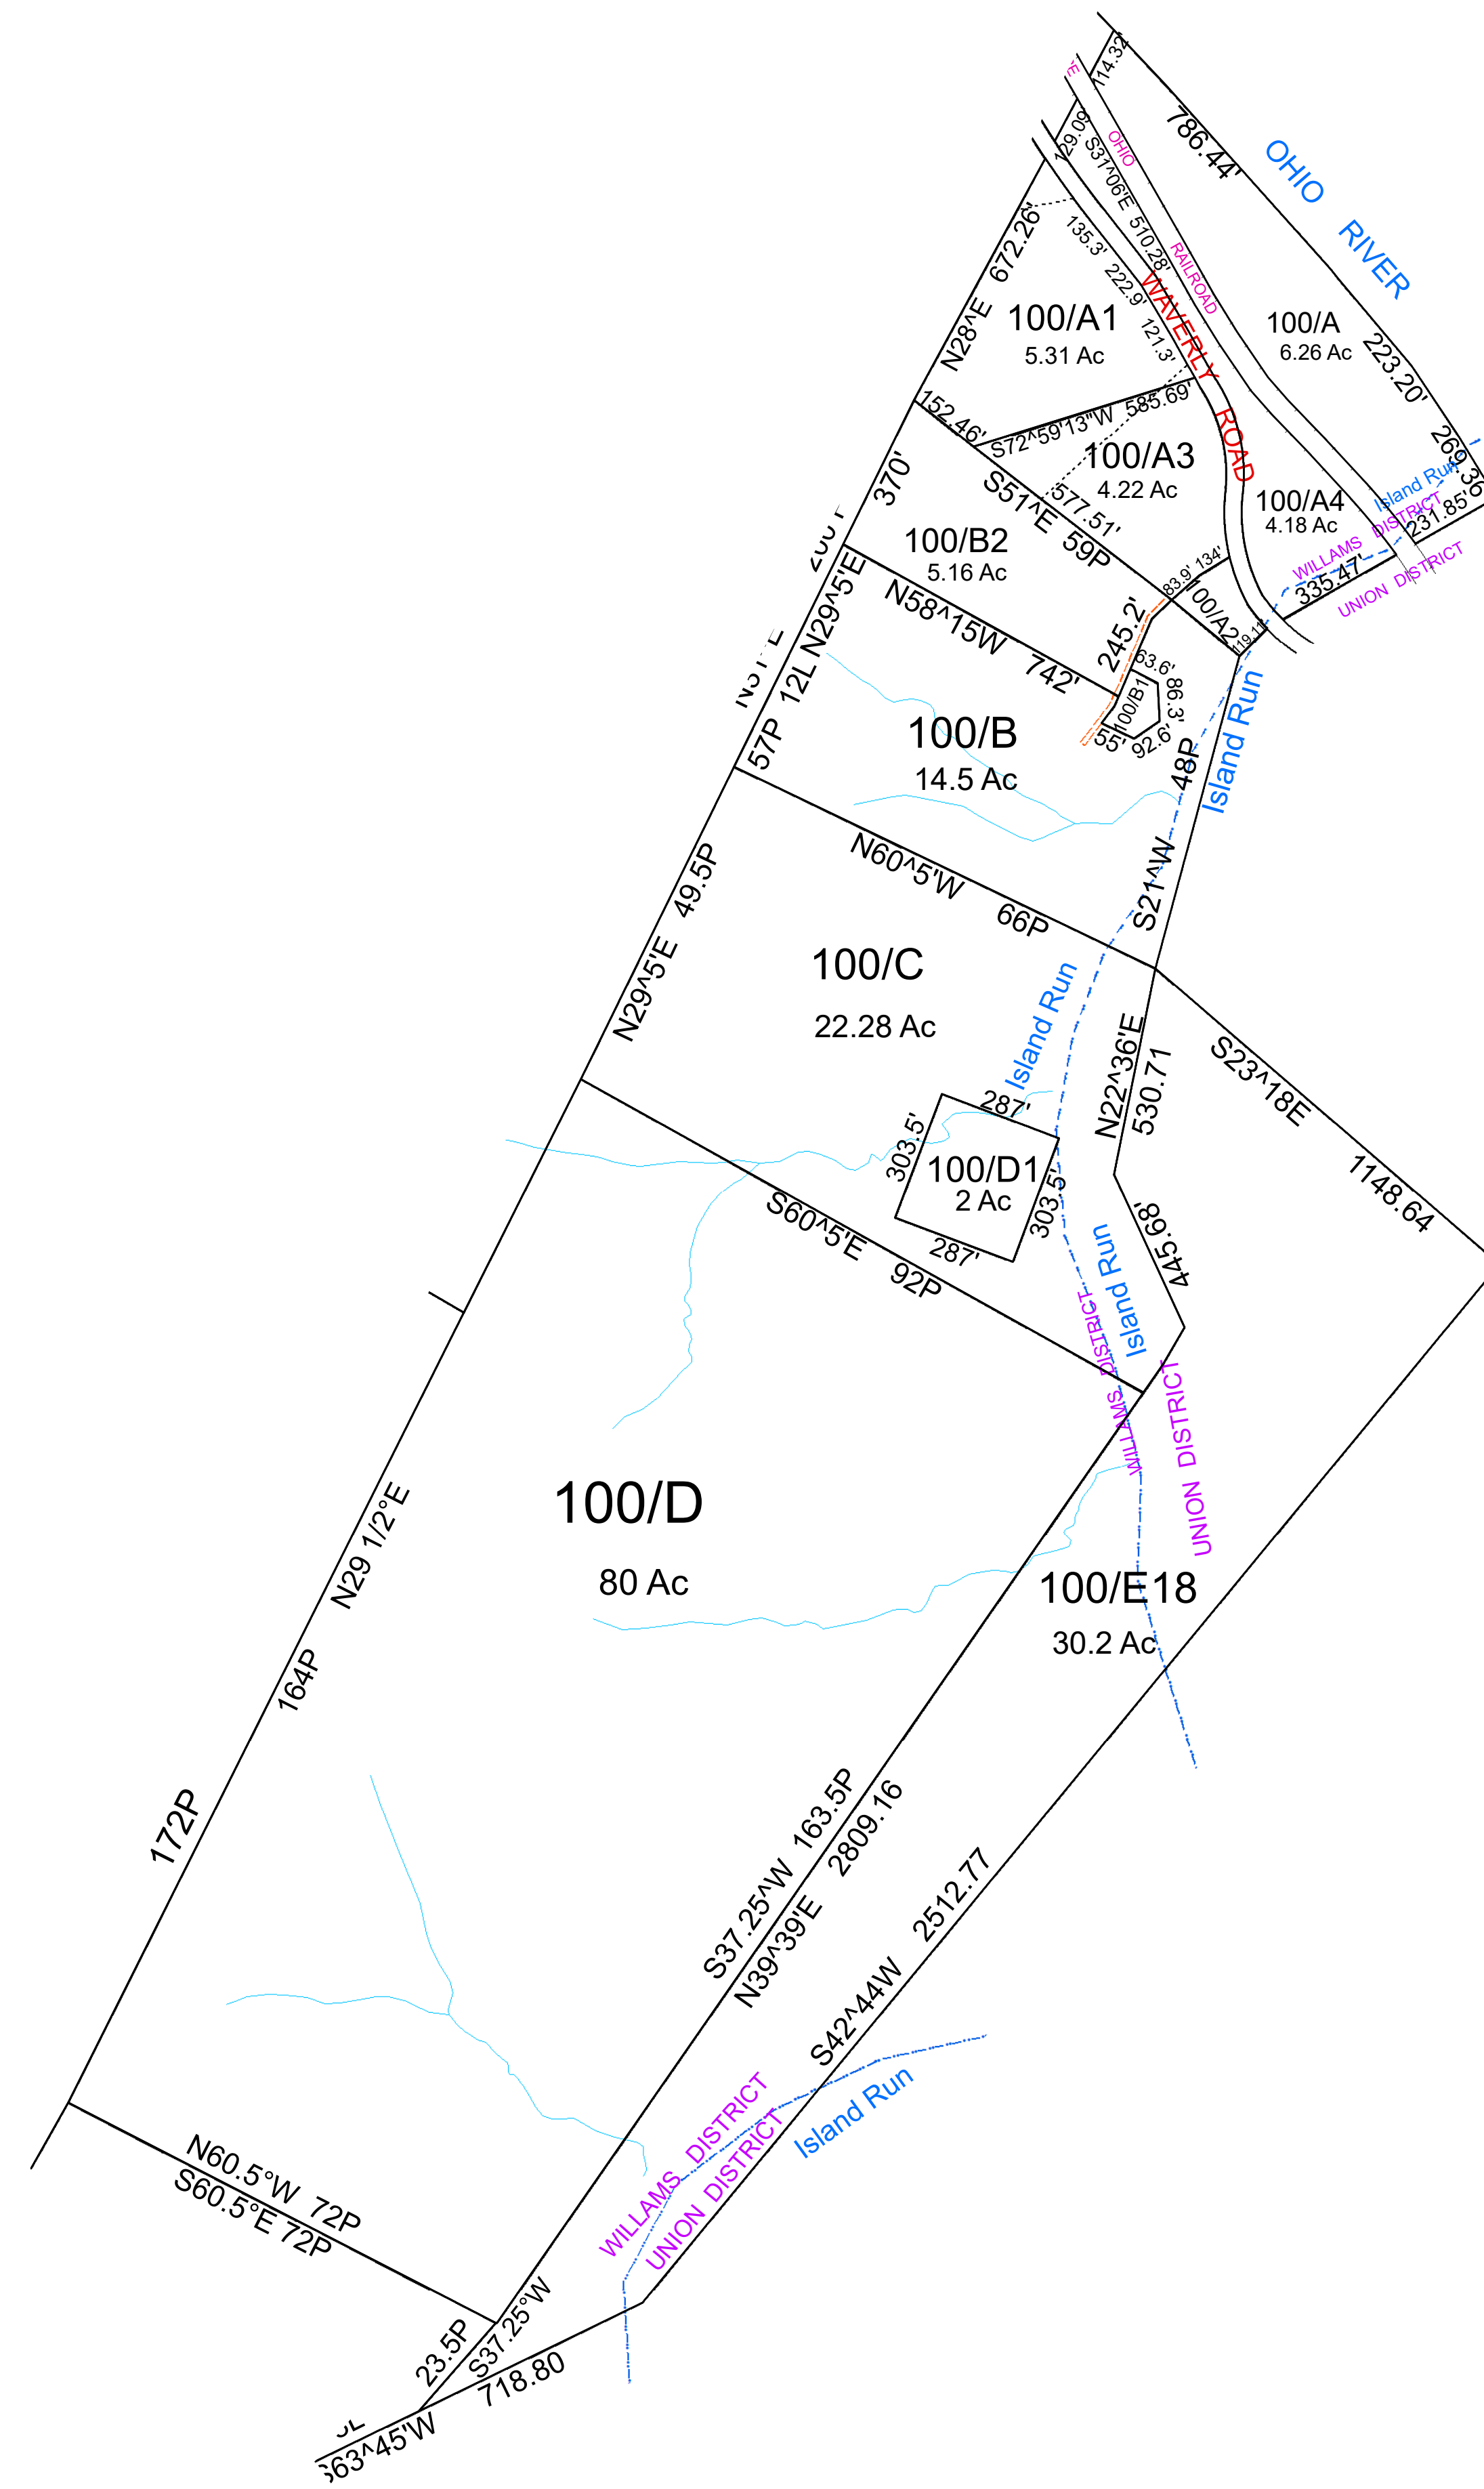 114.32'
786.44'
OHIO RIVER
129.09'
S31^06'E 510.28'
OHIO
RAILROAD
N28^E 672.26'
135.3' 222.9' 121.3'
WAVERLY ROAD
100/A1
5.31 Ac
100/A
6.26 Ac
223.20'
269.36
152.46'
S72^59'13"W 585.69'
100/A3
4.22 Ac
100/A4
4.18 Ac
Island Run
231.85'
WILLAMS DISTRICT
UNION DISTRICT
335.47'
370'
S51^E 59P
577.51'
100/B2
5.16 Ac
83.9' 134'
100/A2
119.11'
N29^5'E
57P 12L
N58^15W 742'
245.2'
63.6'
86.3'
100/B1
55'
92.6'
100/B
14.5 Ac
48P
S21^W
Island Run
N60^5'W 66P
N29^5'E 49.5P
100/C
22.28 Ac
Island Run
N22^36'E
530.71
S23^18E 1148.64
287'
303.5'
100/D1
2 Ac
303.5'
287'
445.68'
S60^5'E 92P
Island Run
WILLAMS DISTRICT
UNION DISTRICT
100/D
80 Ac
N29 1/2°E
164P
172P
100/E18
30.2 Ac
S37.25^W 163.5P
N39^39'E 2809.16
S42^44W 2512.77
Island Run
WILLAMS DISTRICT
UNION DISTRICT
N60.5°W 72P
S60.5°E 72P
23.5P
S37.25°W
718.80
S63^45'W